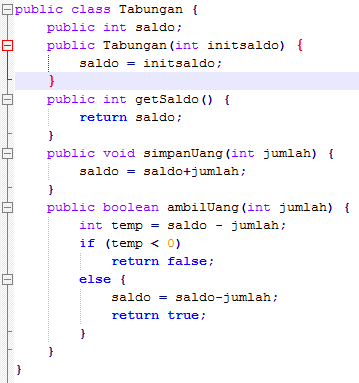 public class Tabungan {
    public int saldo;
    public Tabungan(int initsaldo) {
        saldo = initsaldo;
    }
    public int getSaldo() {
        return saldo;
    }
    public void simpanUang(int jumlah) {
        saldo = saldo+jumlah;
    }
    public boolean ambilUang(int jumlah) {
        int temp = saldo - jumlah;
        if (temp < 0)
            return false;
        else {
            saldo = saldo-jumlah;
            return true;
        }
    }
}